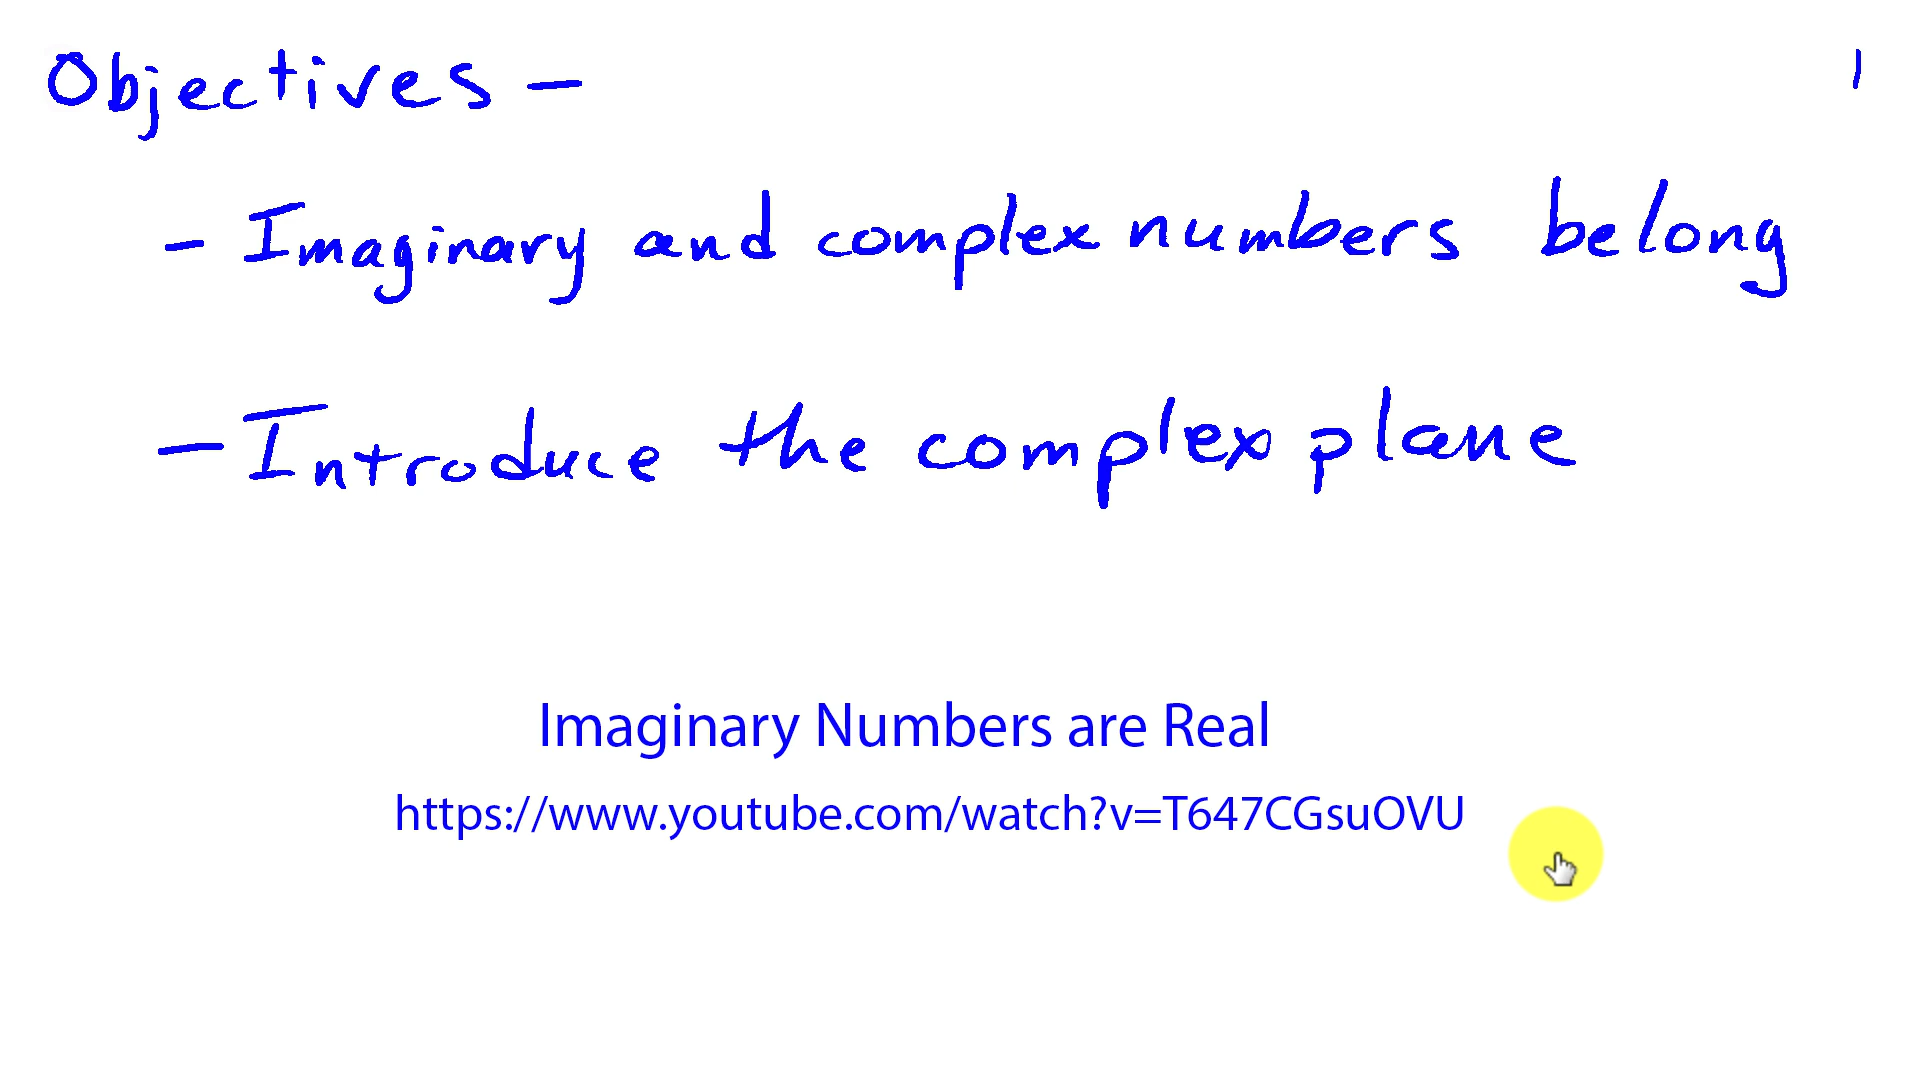 Objectives - 1
- Imaginary and complex numbers belong
- Introduce the complex plane
Imaginary Numbers are Real
https://www.youtube.com/watch?v=T647CGsuOVU